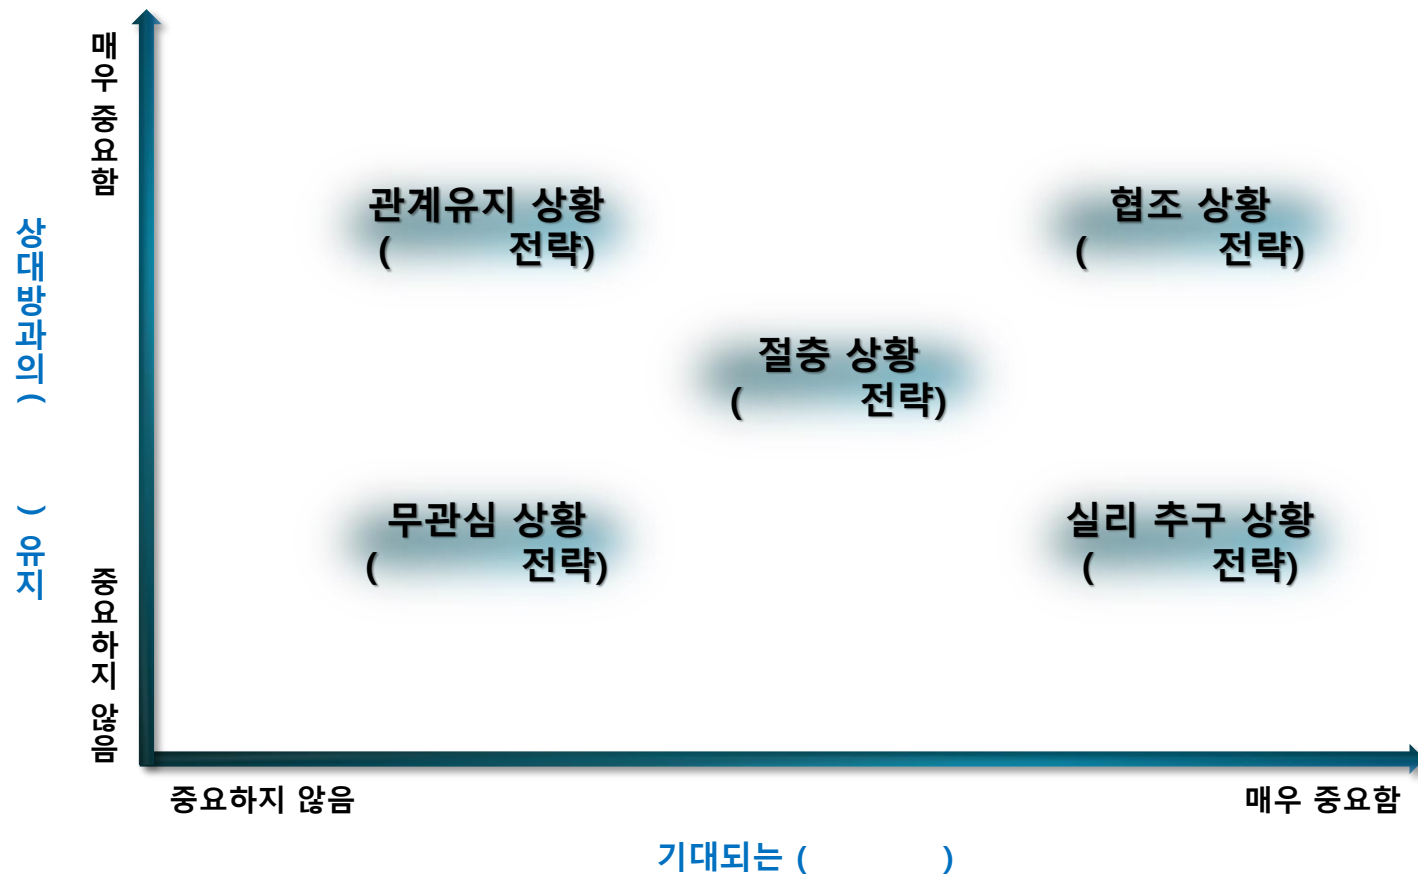 매우 중요함
상대방과의 (          ) 유지
중요하지 않음
관계유지 상황
(          전략)
협조 상황
(          전략)
절충 상황
(          전략)
무관심 상황
(          전략)
실리 추구 상황
(          전략)
중요하지 않음
매우 중요함
기대되는 (          )